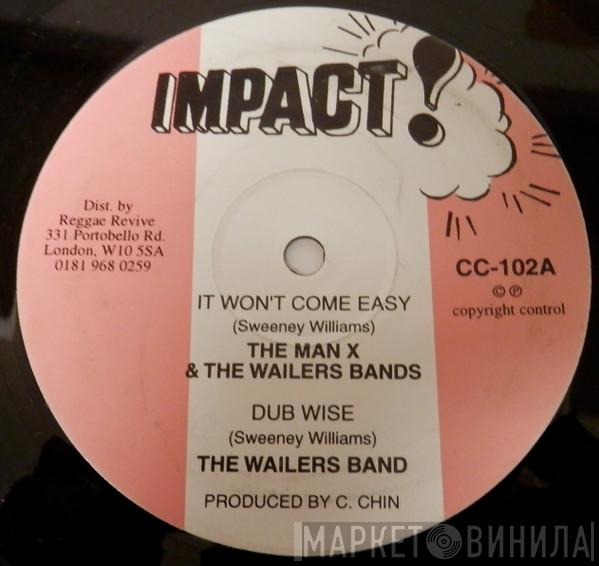 IMPACT!
Dist. by
Reggae Revive
331 Portobello Rd.
London, W10 5SA
0181 968 0259
CC-102A
© ℗
copyright control
IT WON'T COME EASY
(Sweeney Williams)
THE MAN X
& THE WAILERS BANDS
DUB WISE
(Sweeney Williams)
THE WAILERS BAND
PRODUCED BY C. CHIN
МАРКЕТ ВИНИЛА